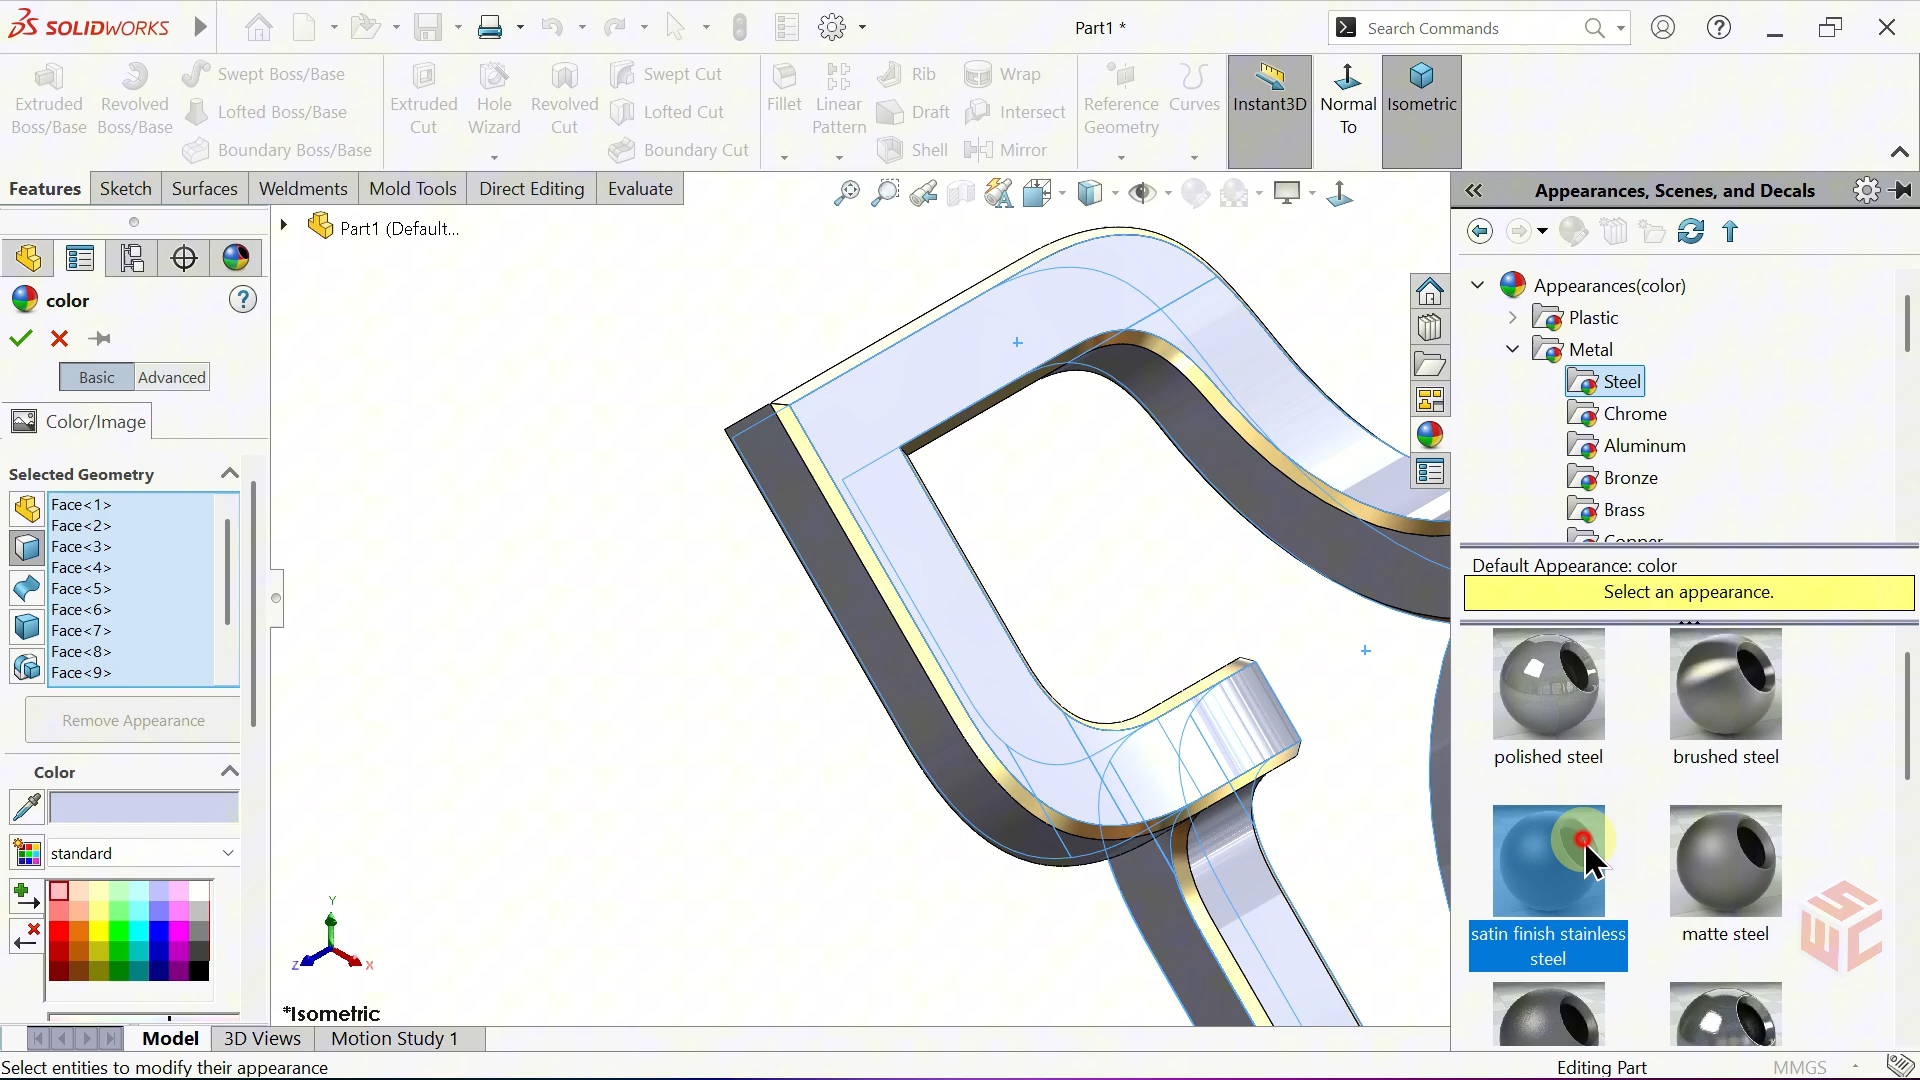 SOLIDWORKS
Part1 *
Search Commands
Extruded Boss/Base
Revolved Boss/Base
Swept Boss/Base
Lofted Boss/Base
Boundary Boss/Base
Extruded Cut
Hole Wizard
Revolved Cut
Swept Cut
Lofted Cut
Boundary Cut
Fillet
Linear Pattern
Rib
Draft
Shell
Wrap
Intersect
Mirror
Reference Geometry
Curves
Instant3D
Normal To
Isometric
Features
Sketch
Surfaces
Weldments
Mold Tools
Direct Editing
Evaluate
Part1 (Default...
color
Basic
Advanced
Color/Image
Selected Geometry
Face<1>
Face<2>
Face<3>
Face<4>
Face<5>
Face<6>
Face<7>
Face<8>
Face<9>
Remove Appearance
Color
standard
Y
Z
X
*Isometric
Appearances, Scenes, and Decals
Appearances(color)
Plastic
Metal
Steel
Chrome
Aluminum
Bronze
Brass
Copper
Default Appearance: color
Select an appearance.
polished steel
brushed steel
satin finish stainless
steel
matte steel
Model
3D Views
Motion Study 1
Select entities to modify their appearance
Editing Part
MMGS